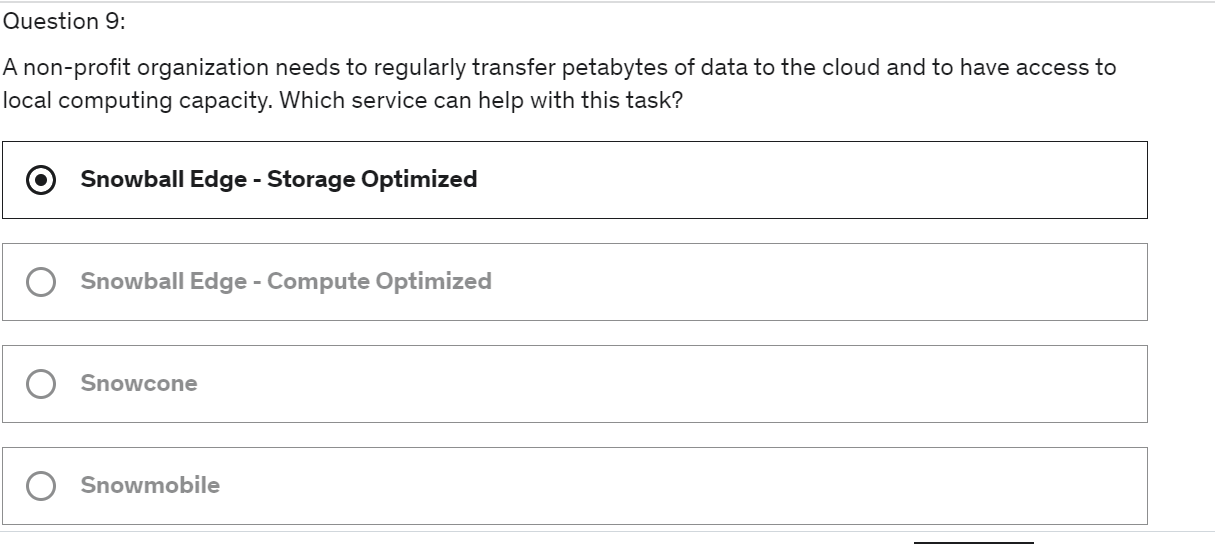 Question 9:
A non-profit organization needs to regularly transfer petabytes of data to the cloud and to have access to
local computing capacity. Which service can help with this task?
Snowball Edge - Storage Optimized
Snowball Edge - Compute Optimized
Snowcone
Snowmobile